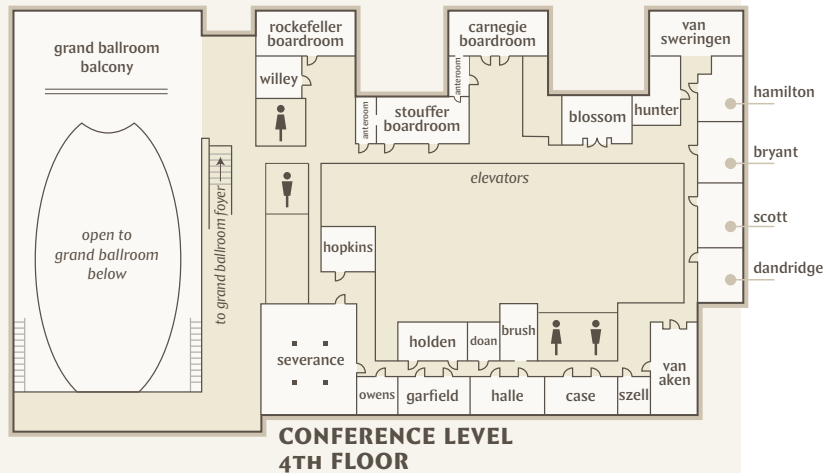 grand ballroom
balcony
rockefeller
boardroom
carnegie
boardroom
van
sweringen
willey
anteroom
hamilton
anteroom
stouffer
boardroom
blossom
hunter
bryant
elevators
to grand ballroom foyer
open to
grand ballroom
below
hopkins
scott
dandridge
severance
holden
doan
brush
owens
garfield
halle
case
szell
van
aken
CONFERENCE LEVEL
4TH FLOOR